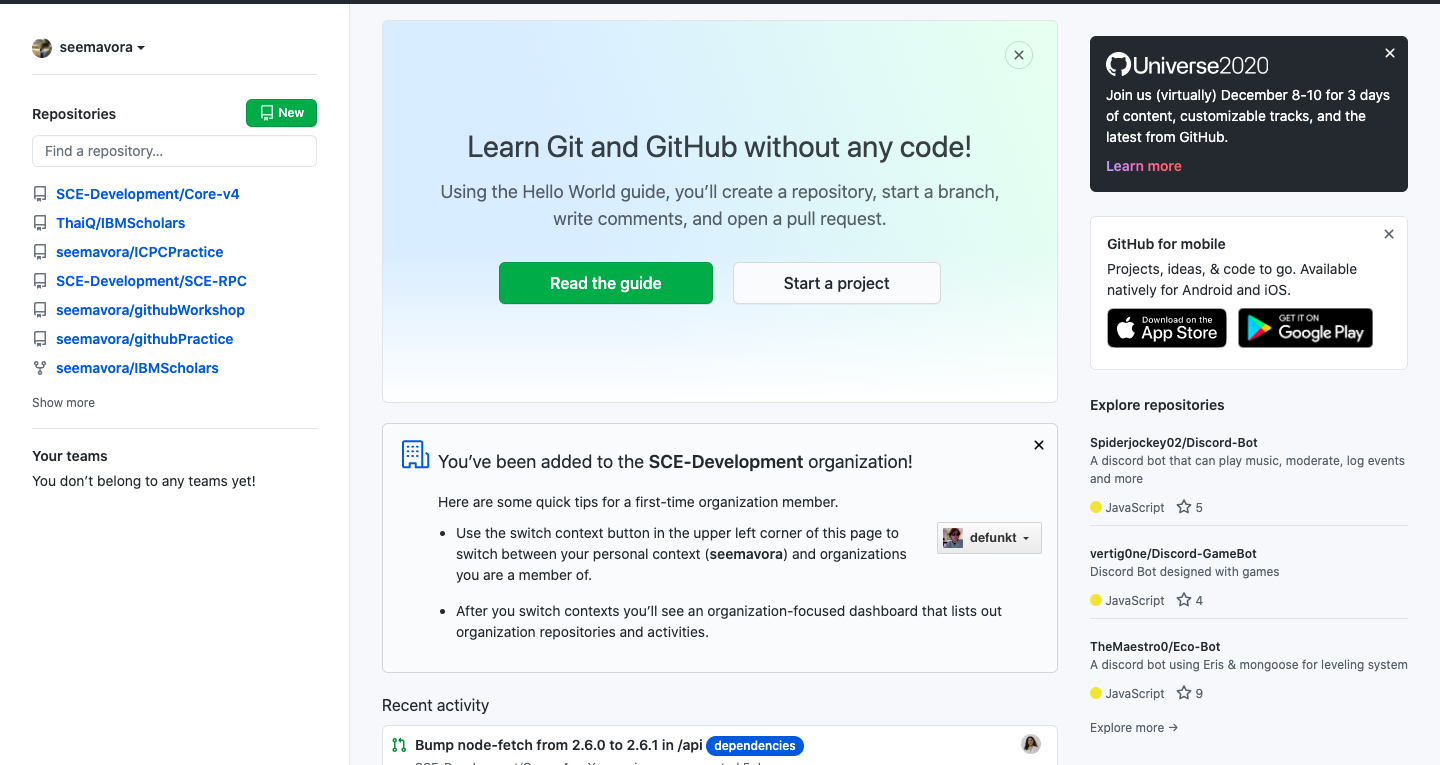 seemavora
Repositories
New
Find a repository...
SCE-Development/Core-v4
ThaiQ/IBMScholars
seemavora/ICPCPractice
SCE-Development/SCE-RPC
seemavora/githubWorkshop
seemavora/githubPractice
seemavora/IBMScholars
Show more
Your teams
You don’t belong to any teams yet!
Learn Git and GitHub without any code!
Using the Hello World guide, you’ll create a repository, start a branch,
write comments, and open a pull request.
Read the guide
Start a project
You’ve been added to the SCE-Development organization!
Here are some quick tips for a first-time organization member.
Use the switch context button in the upper left corner of this page to
switch between your personal context (seemavora) and organizations
you are a member of.
defunkt
After you switch contexts you’ll see an organization-focused dashboard that lists out
organization repositories and activities.
Recent activity
Bump node-fetch from 2.6.0 to 2.6.1 in /api dependencies
Universe2020
Join us (virtually) December 8-10 for 3 days
of content, customizable tracks, and the
latest from GitHub.
Learn more
GitHub for mobile
Projects, ideas, & code to go. Available
natively for Android and iOS.
Download on the
App Store
GET IT ON
Google Play
Explore repositories
Spiderjockey02/Discord-Bot
A discord bot that can play music, moderate, log events
and more
JavaScript 5
vertig0ne/Discord-GameBot
Discord Bot designed with games
JavaScript 4
TheMaestro0/Eco-Bot
A discord bot using Eris & mongoose for leveling system
JavaScript 9
Explore more →